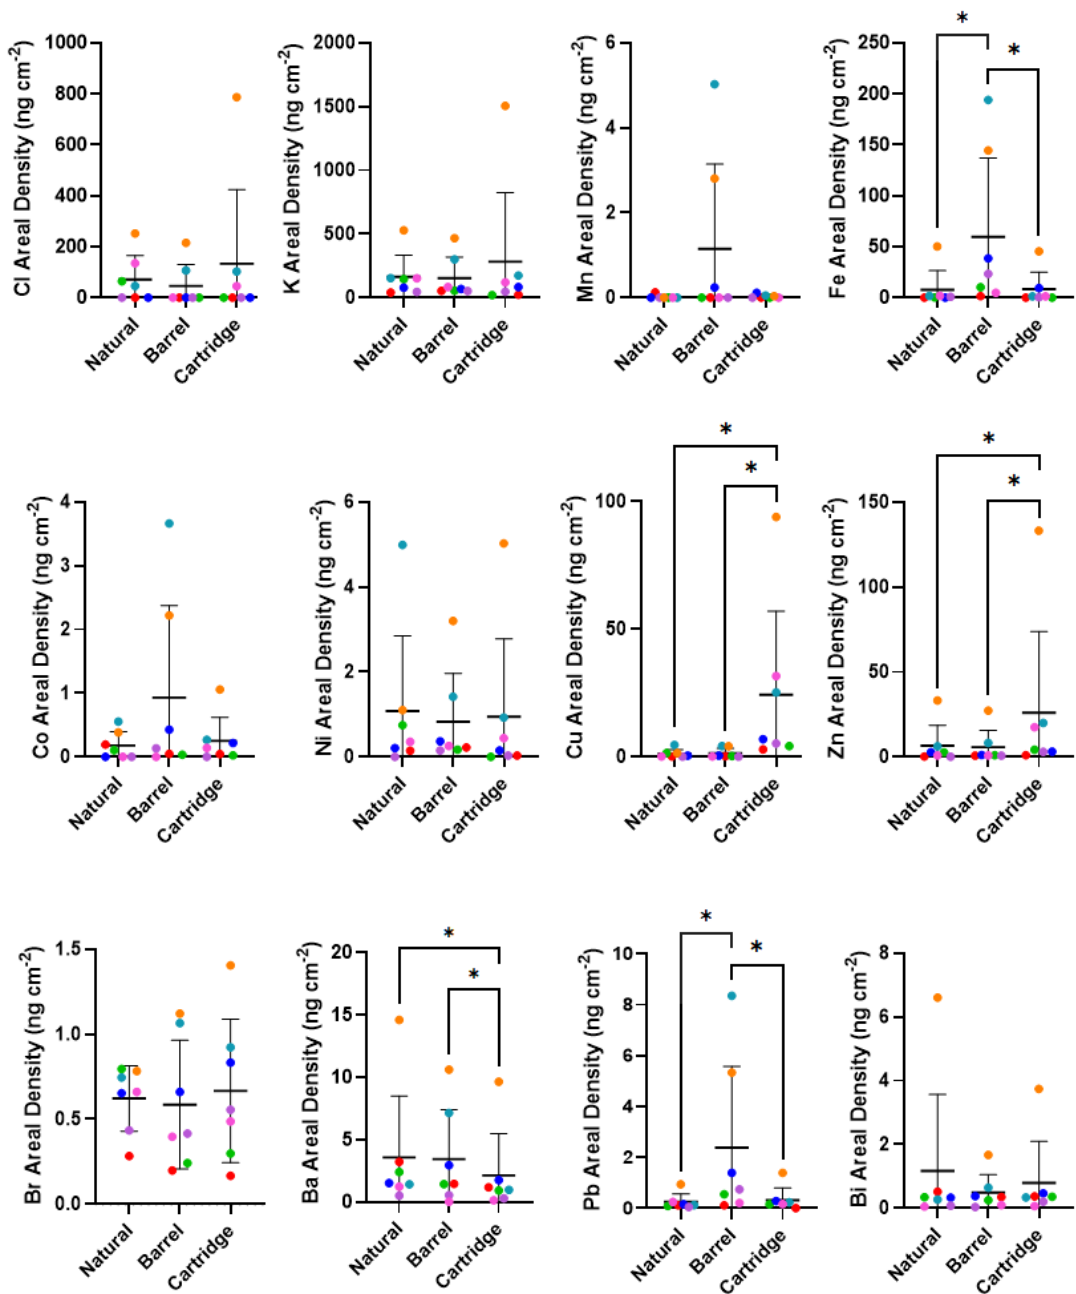 Cl Areal Density (ng cm-2)
1000
800
600
400
200
0
Natural
Barrel
Cartridge
K Areal Density (ng cm-2)
2000
1500
1000
500
0
Natural
Barrel
Cartridge
Mn Areal Density (ng cm-2)
6
4
2
0
Natural
Barrel
Cartridge
Fe Areal Density (ng cm-2)
250
200
150
100
50
0
*
*
Natural
Barrel
Cartridge
Co Areal Density (ng cm-2)
4
3
2
1
0
Natural
Barrel
Cartridge
Ni Areal Density (ng cm-2)
6
4
2
0
Natural
Barrel
Cartridge
Cu Areal Density (ng cm-2)
100
50
0
*
*
Natural
Barrel
Cartridge
Zn Areal Density (ng cm-2)
150
100
50
0
*
*
Natural
Barrel
Cartridge
Br Areal Density (ng cm-2)
1.5
1.0
0.5
0.0
Natural
Barrel
Cartridge
Ba Areal Density (ng cm-2)
20
15
10
5
0
*
*
Natural
Barrel
Cartridge
Pb Areal Density (ng cm-2)
10
8
6
4
2
0
*
*
Natural
Barrel
Cartridge
Bi Areal Density (ng cm-2)
8
6
4
2
0
Natural
Barrel
Cartridge